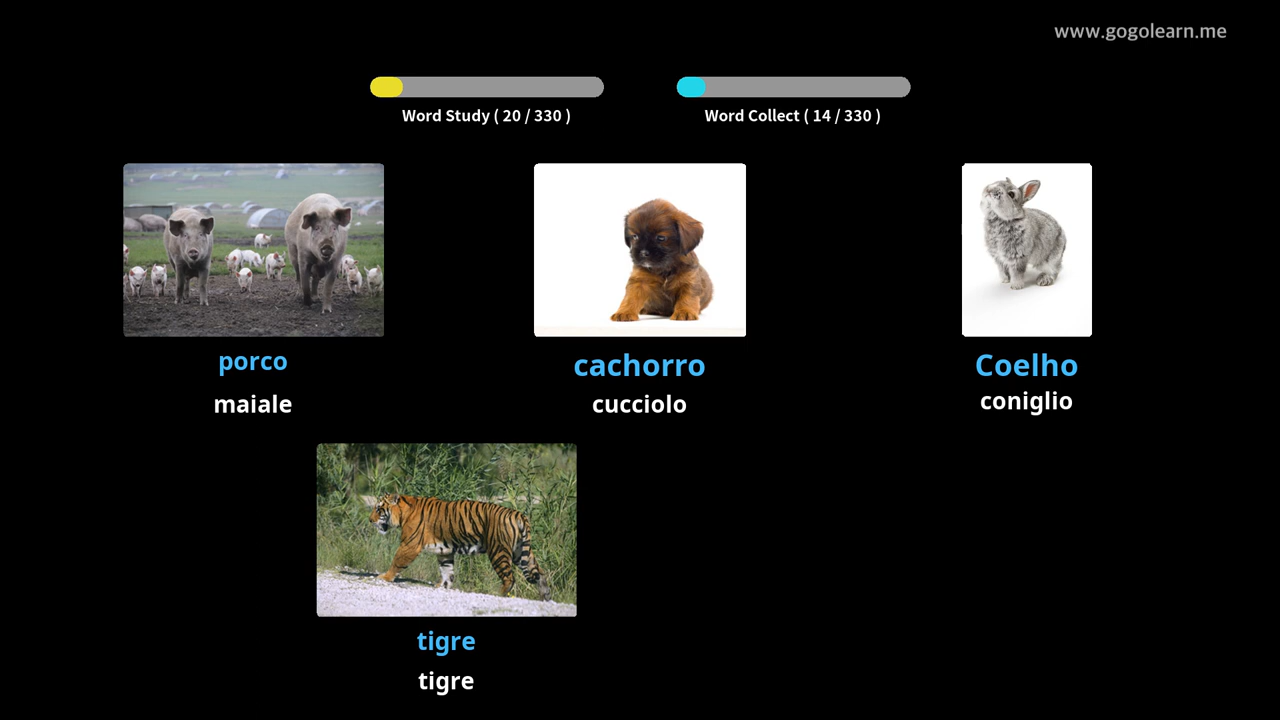 www.gogolearn.me
Word Study ( 20 / 330 )
Word Collect ( 14 / 330 )
porco
maiale
cachorro
cucciolo
Coelho
coniglio
tigre
tigre